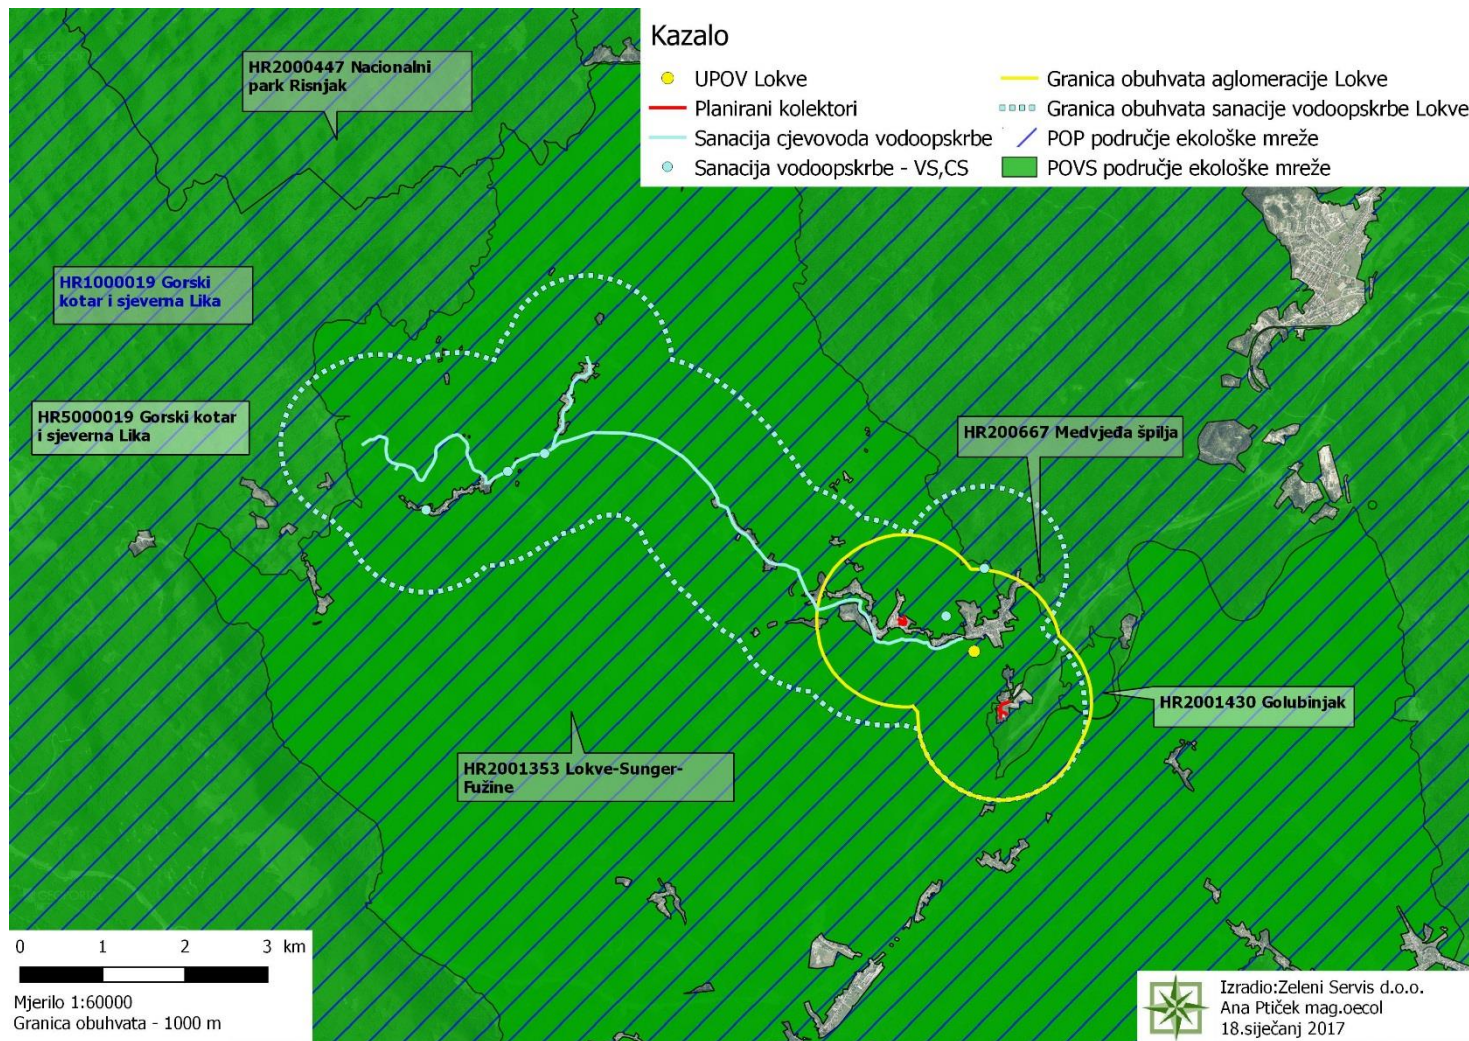 Kazalo
UPOV Lokve
Planirani kolektori
Sanacija cjevovoda vodoopskrbe
Sanacija vodoopskrbe - VS,CS
Granica obuhvata aglomeracije Lokve
Granica obuhvata sanacije vodoopskrbe Lokve
POP područje ekološke mreže
POVS područje ekološke mreže
HR2000447 Nacionalni
park Risnjak
HR1000019 Gorski
kotar i sjeverna Lika
HR5000019 Gorski kotar
i sjeverna Lika
HR200667 Medvjeđa špilja
HR2001430 Golubinjak
HR2001353 Lokve-Sunger-
Fužine
0 1 2 3 km
Mjerilo 1:60000
Granica obuhvata - 1000 m
Izradio:Zeleni Servis d.o.o.
Ana Ptiček mag.oecol
18.siječanj 2017